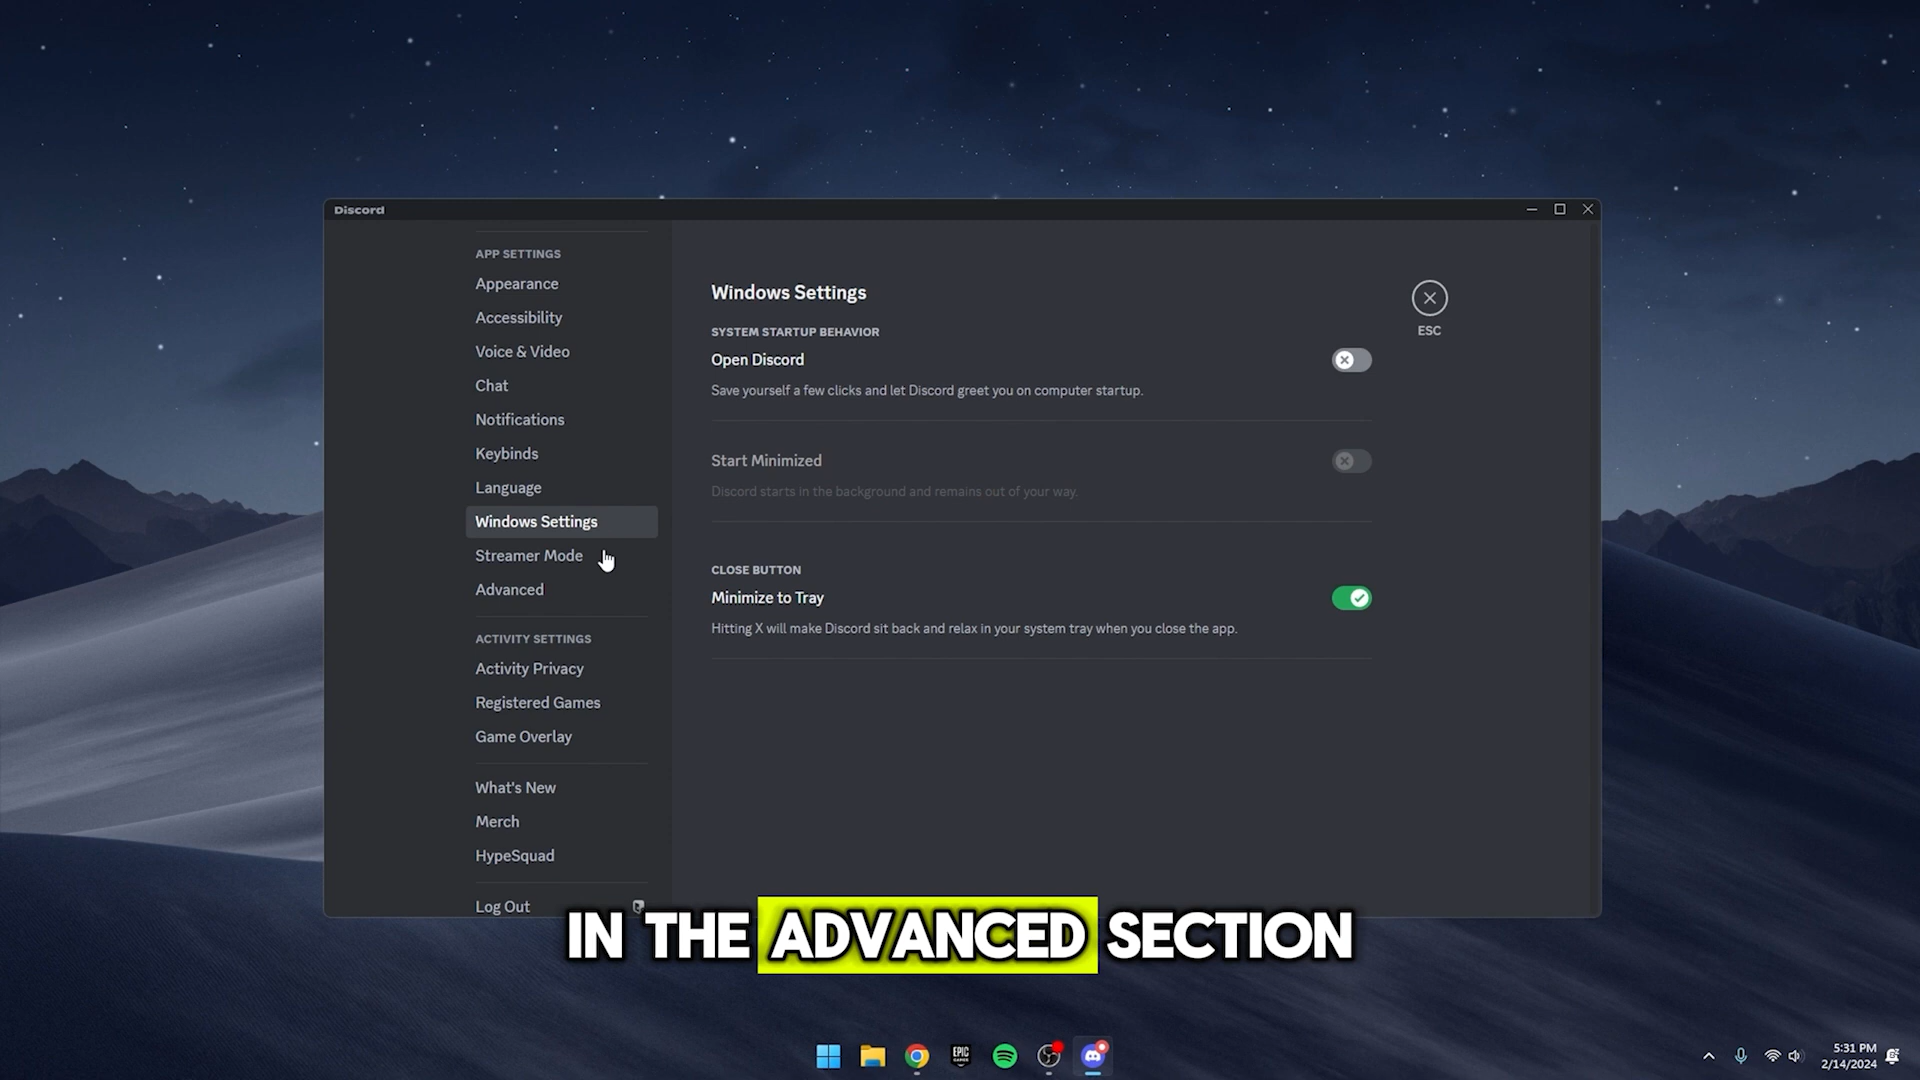 Discord
APP SETTINGS
Appearance
Accessibility
Voice & Video
Chat
Notifications
Keybinds
Language
Windows Settings
Streamer Mode
Advanced
ACTIVITY SETTINGS
Activity Privacy
Registered Games
Game Overlay
What's New
Merch
HypeSquad
Log Out
Windows Settings
SYSTEM STARTUP BEHAVIOR
Open Discord
Save yourself a few clicks and let Discord greet you on computer startup.
Start Minimized
Discord starts in the background and remains out of your way.
CLOSE BUTTON
Minimize to Tray
Hitting X will make Discord sit back and relax in your system tray when you close the app.
ESC
IN THE ADVANCED SECTION
EPIC
GAMES
5:31 PM
2/14/2024